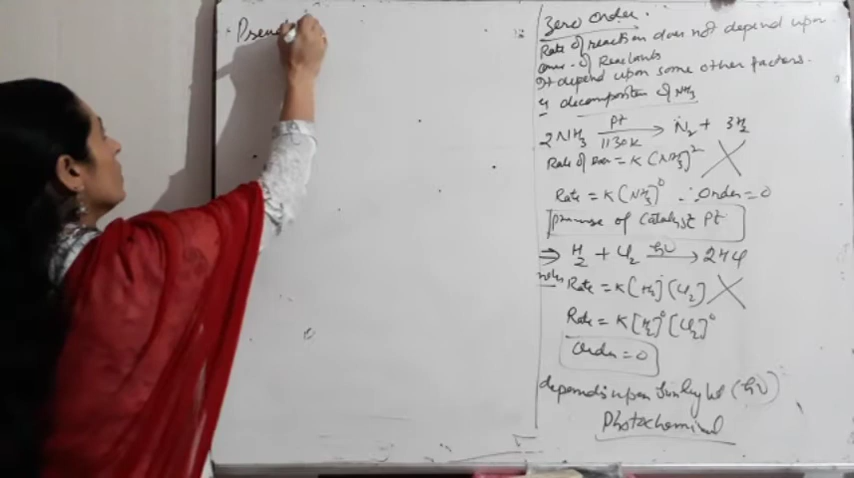 Pseu
Zero Order.
Rate of reaction does not depend upon
conc. of Reactants
It depend upon some other factors.
eg decomposition of NH3
2NH3 Pt 1130K → N2 + 3H2
Rate of = K (NH3)^2
Rate = K (NH3)^0 ∴ Order = 0
presence of Catalyst Pt
⇒ H2 + Cl2 hν → 2HCl
Rate = K [H2] (Cl2)
Rate = K [H2]^0 [Cl2]^0
Order = 0
depends upon Sunlight (hν)
Photochemical